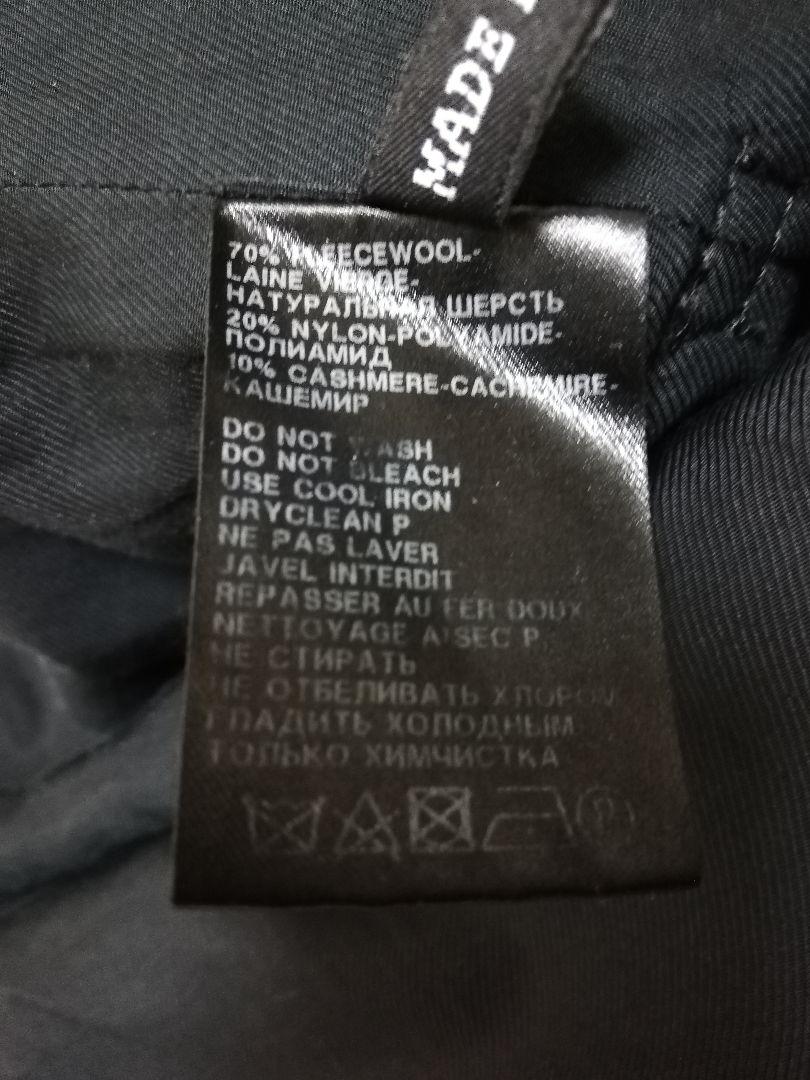 MADE
70% FLEECEWOOL-
LAINE VIERGE-
НАТУРАЛЬНАЯ ШЕРСТЬ
20% NYLON-POLYAMIDE-
ПОЛИАМИД
10% CASHMERE-CACHEMIRE-
КАШЕМИР
DO NOT WASH
DO NOT BLEACH
USE COOL IRON
DRYCLEAN P
NE PAS LAVER
JAVEL INTERDIT
REPASSER AU FER DOUX
NETTOYAGE A SEC P
НЕ СТИРАТЬ
НЕ ОТБЕЛИВАТЬ ХЛОРОМ
ГЛАДИТЬ ХОЛОДНЫМ
ТОЛЬКО ХИМЧИСТКА
P